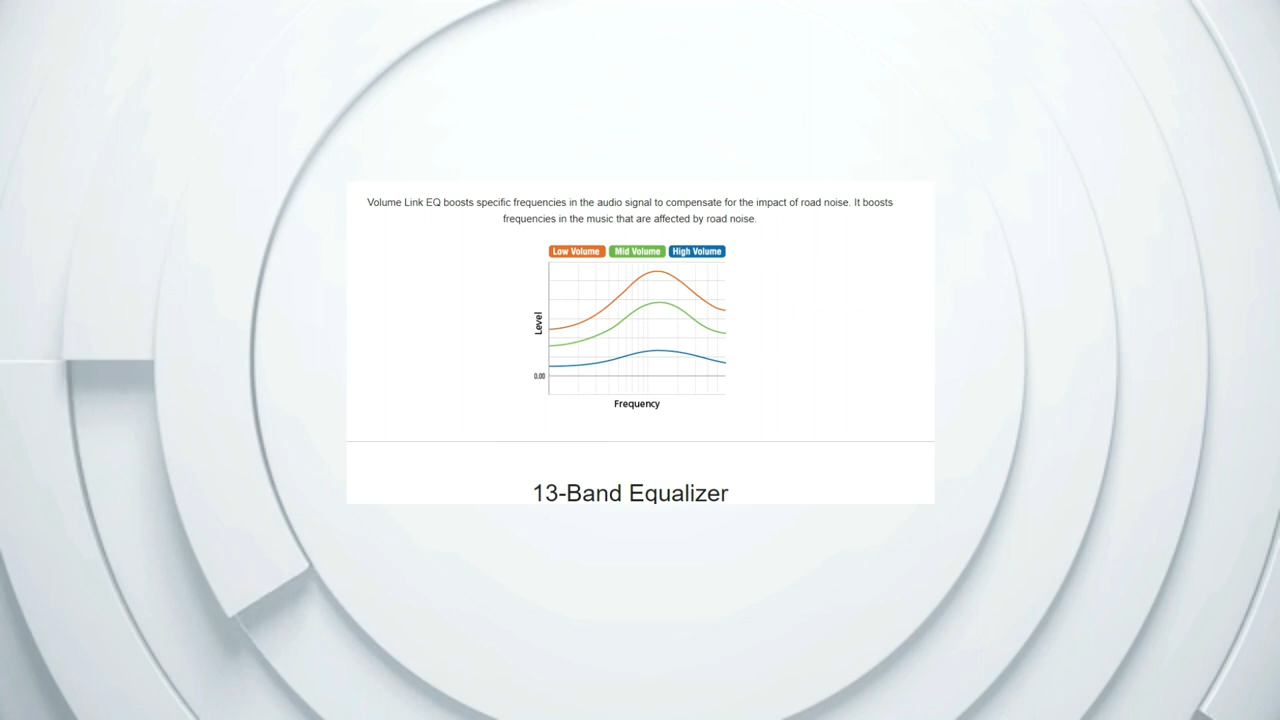 Volume Link EQ boosts specific frequencies in the audio signal to compensate for the impact of road noise. It boosts
frequencies in the music that are affected by road noise.
Low Volume Mid Volume High Volume
Level
0.00
Frequency
13-Band Equalizer